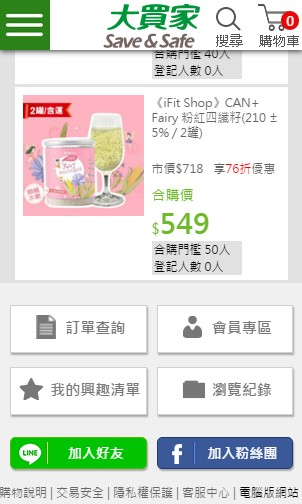 大買家
Save & Safe
搜尋
購物車
0
合購門檻 40人
登記人數 0人
2罐/含運
《iFit Shop》CAN+
Fairy 粉紅四纖籽(210 ±
5% / 2罐)
市價$718 享76折優惠
合購價
$549
合購門檻 50人
登記人數 0人
訂單查詢
會員專區
我的興趣清單
瀏覽紀錄
LINE
加入好友
加入粉絲團
購物說明 | 交易安全 | 隱私權保護 | 客服中心 | 電腦版網站